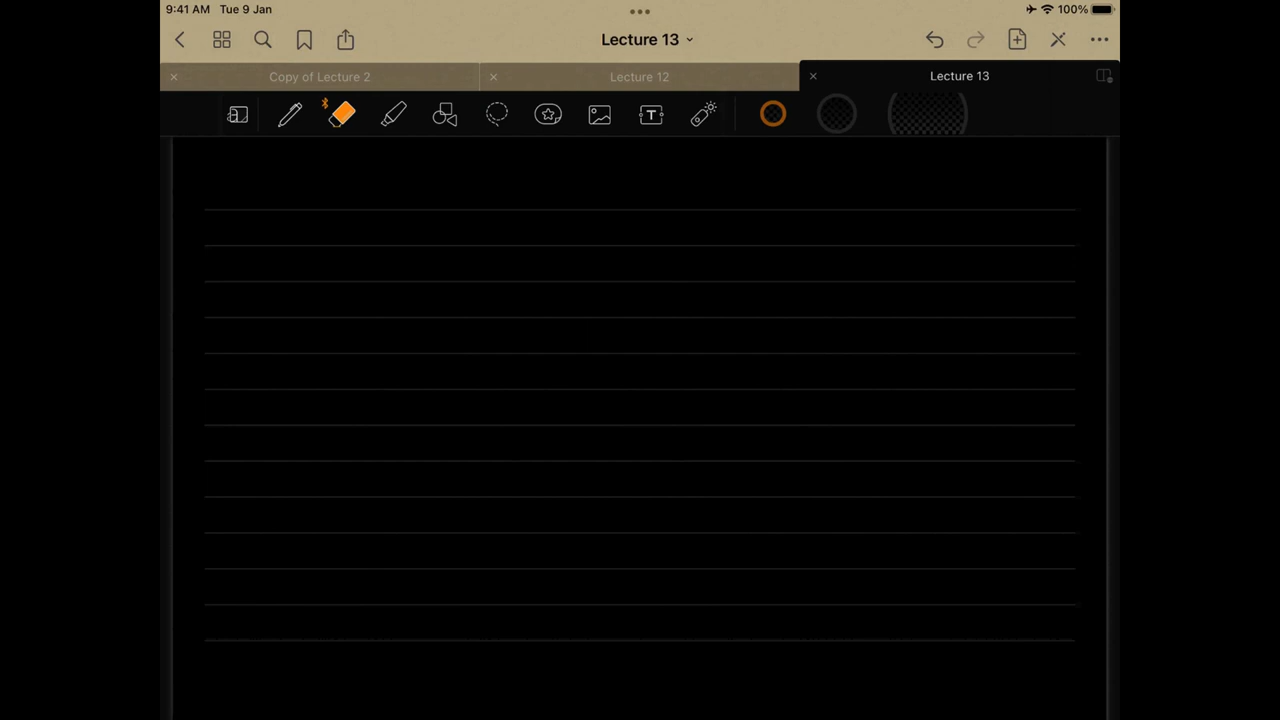 9:41 AM Tue 9 Jan
100%
Lecture 13
Copy of Lecture 2
Lecture 12
Lecture 13
T